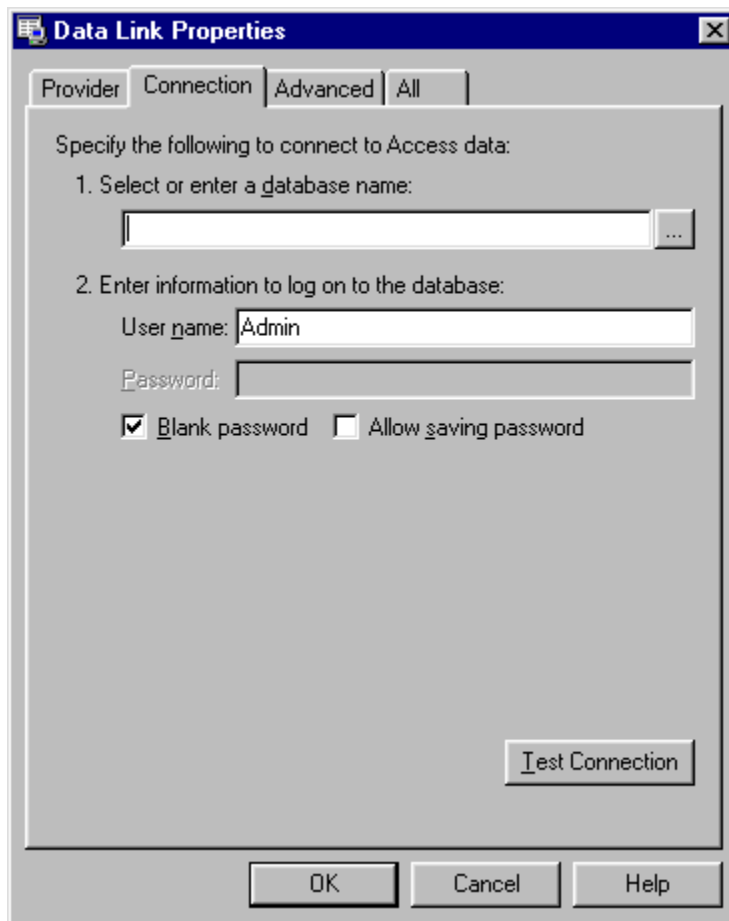 Data Link Properties
Provider Connection Advanced All
Specify the following to connect to Access data:
1. Select or enter a database name:
...
2. Enter information to log on to the database:
User name: Admin
Password:
Blank password Allow saving password
Test Connection
OK Cancel Help